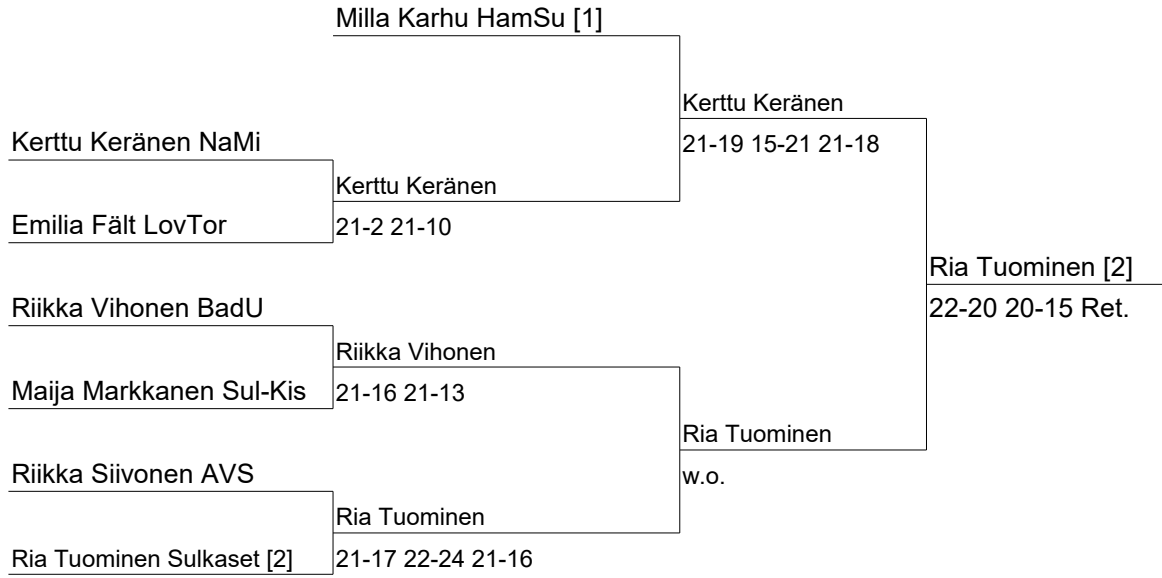 Milla Karhu HamSu [1]
Kerttu Keränen
Kerttu Keränen NaMi
21-19 15-21 21-18
Kerttu Keränen
Emilia Fält LovTor
21-2 21-10
Ria Tuominen [2]
Riikka Vihonen BadU
22-20 20-15 Ret.
Riikka Vihonen
Maija Markkanen Sul-Kis
21-16 21-13
Ria Tuominen
Riikka Siivonen AVS
w.o.
Ria Tuominen
Ria Tuominen Sulkaset [2]
21-17 22-24 21-16